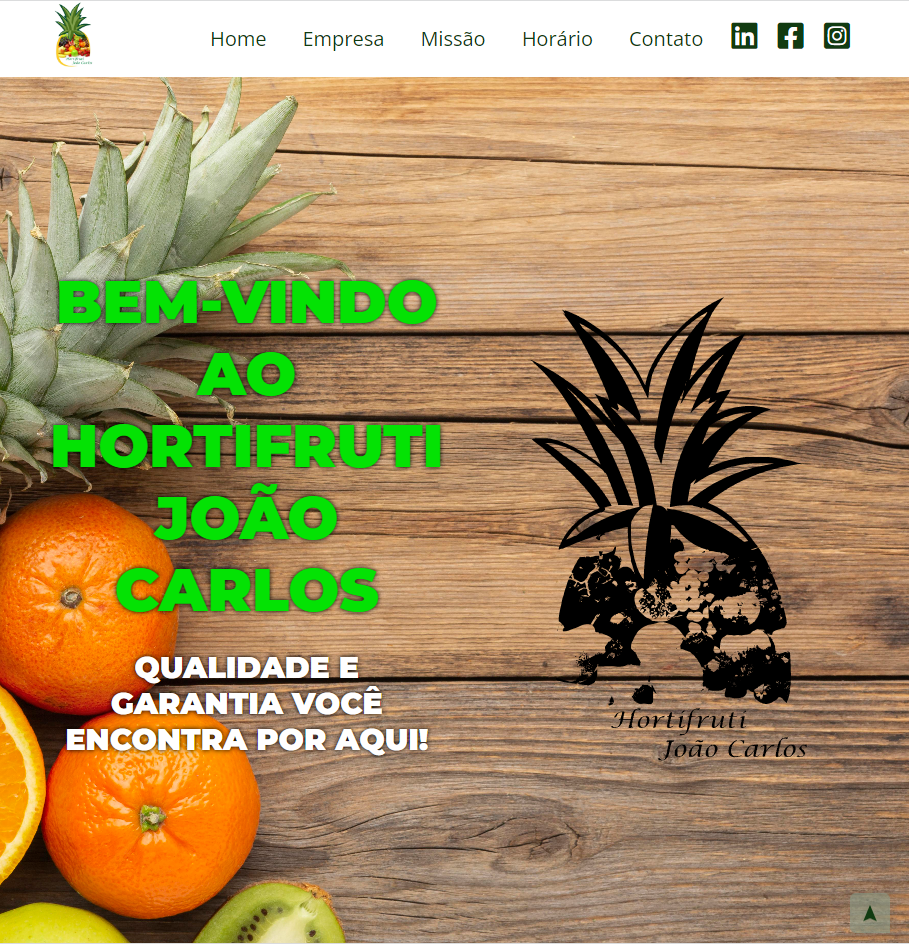 Home Empresa Missão Horário Contato
BEM-VINDO
AO
HORTIFRUTI
JOÃO
CARLOS
QUALIDADE E
GARANTIA VOCÊ
ENCONTRA POR AQUI!
Hortifruti
João Carlos